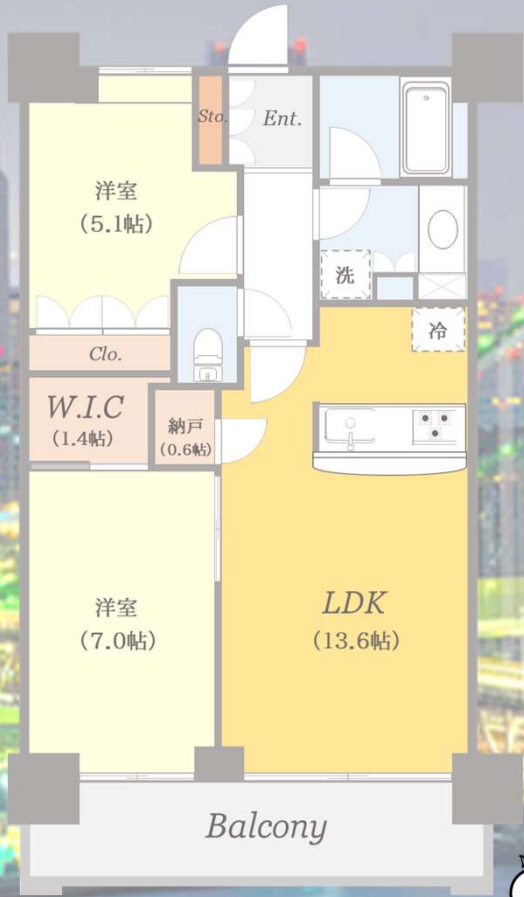 Sto.
Ent.
洋室
（5.1帖）
洗
冷
Clo.
W.I.C
（1.4帖）
納戸
（0.6帖）
洋室
（7.0帖）
LDK
（13.6帖）
Balcony